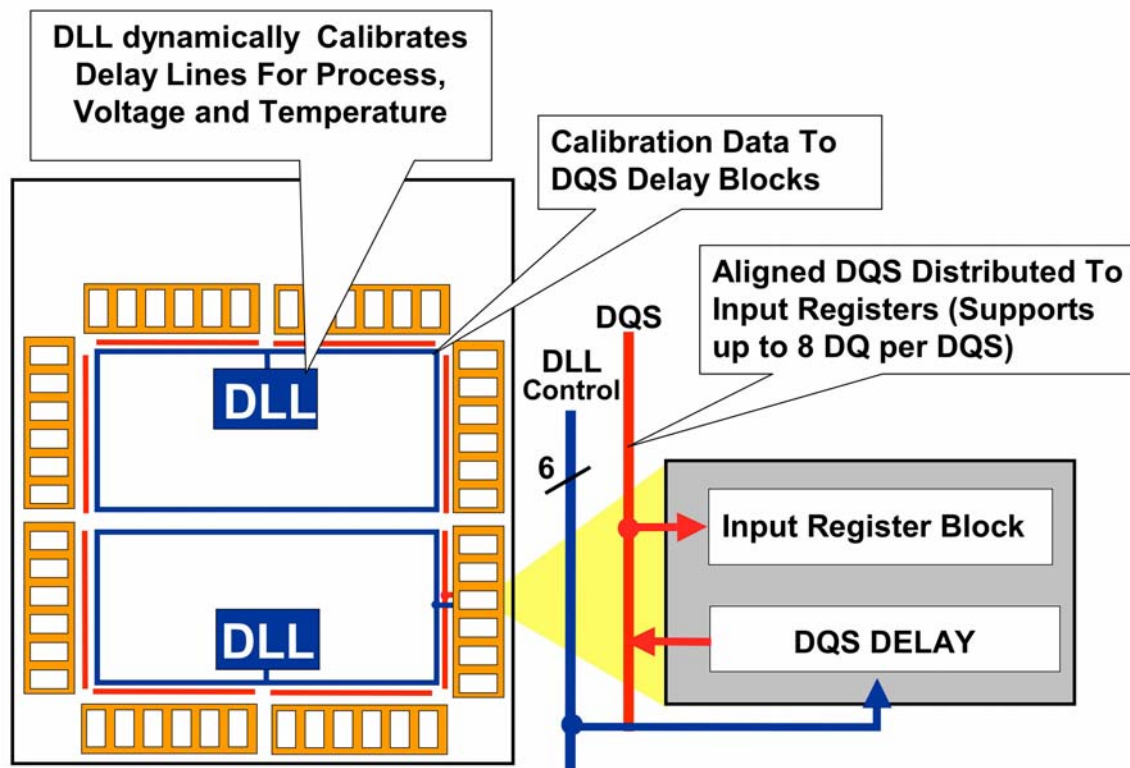 DLL dynamically Calibrates
Delay Lines For Process,
Voltage and Temperature
Calibration Data To
DQS Delay Blocks
Aligned DQS Distributed To
Input Registers (Supports
up to 8 DQ per DQS)
DQS
DLL
Control
6
DLL
DLL
Input Register Block
DQS DELAY